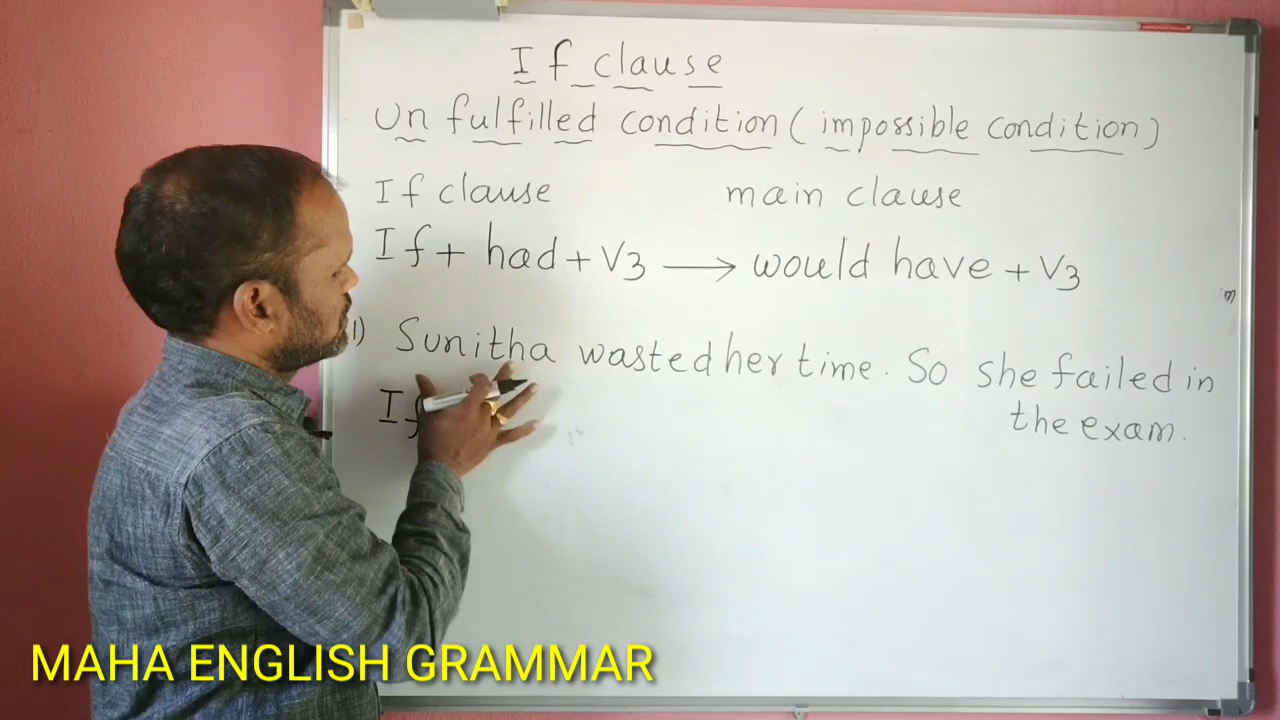 If clause
Un fulfilled condition (impossible condition)
If clause main clause
If + had + V3 → would have + V3
1) Sunitha wasted her time. So she failed in
the exam.
If
MAHA ENGLISH GRAMMAR